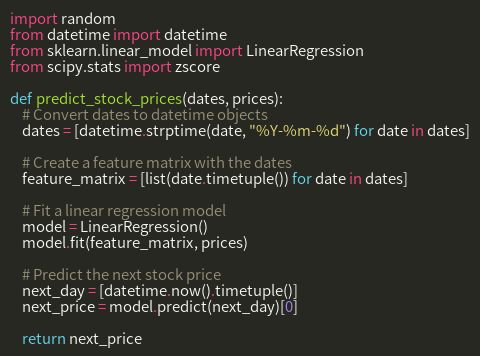 import random
from datetime import datetime
from sklearn.linear_model import LinearRegression
from scipy.stats import zscore

def predict_stock_prices(dates, prices):
    # Convert dates to datetime objects
    dates = [datetime.strptime(date, "%Y-%m-%d") for date in dates]

    # Create a feature matrix with the dates
    feature_matrix = [list(date.timetuple()) for date in dates]

    # Fit a linear regression model
    model = LinearRegression()
    model.fit(feature_matrix, prices)

    # Predict the next stock price
    next_day = [datetime.now().timetuple()]
    next_price = model.predict(next_day)[0]

    return next_price